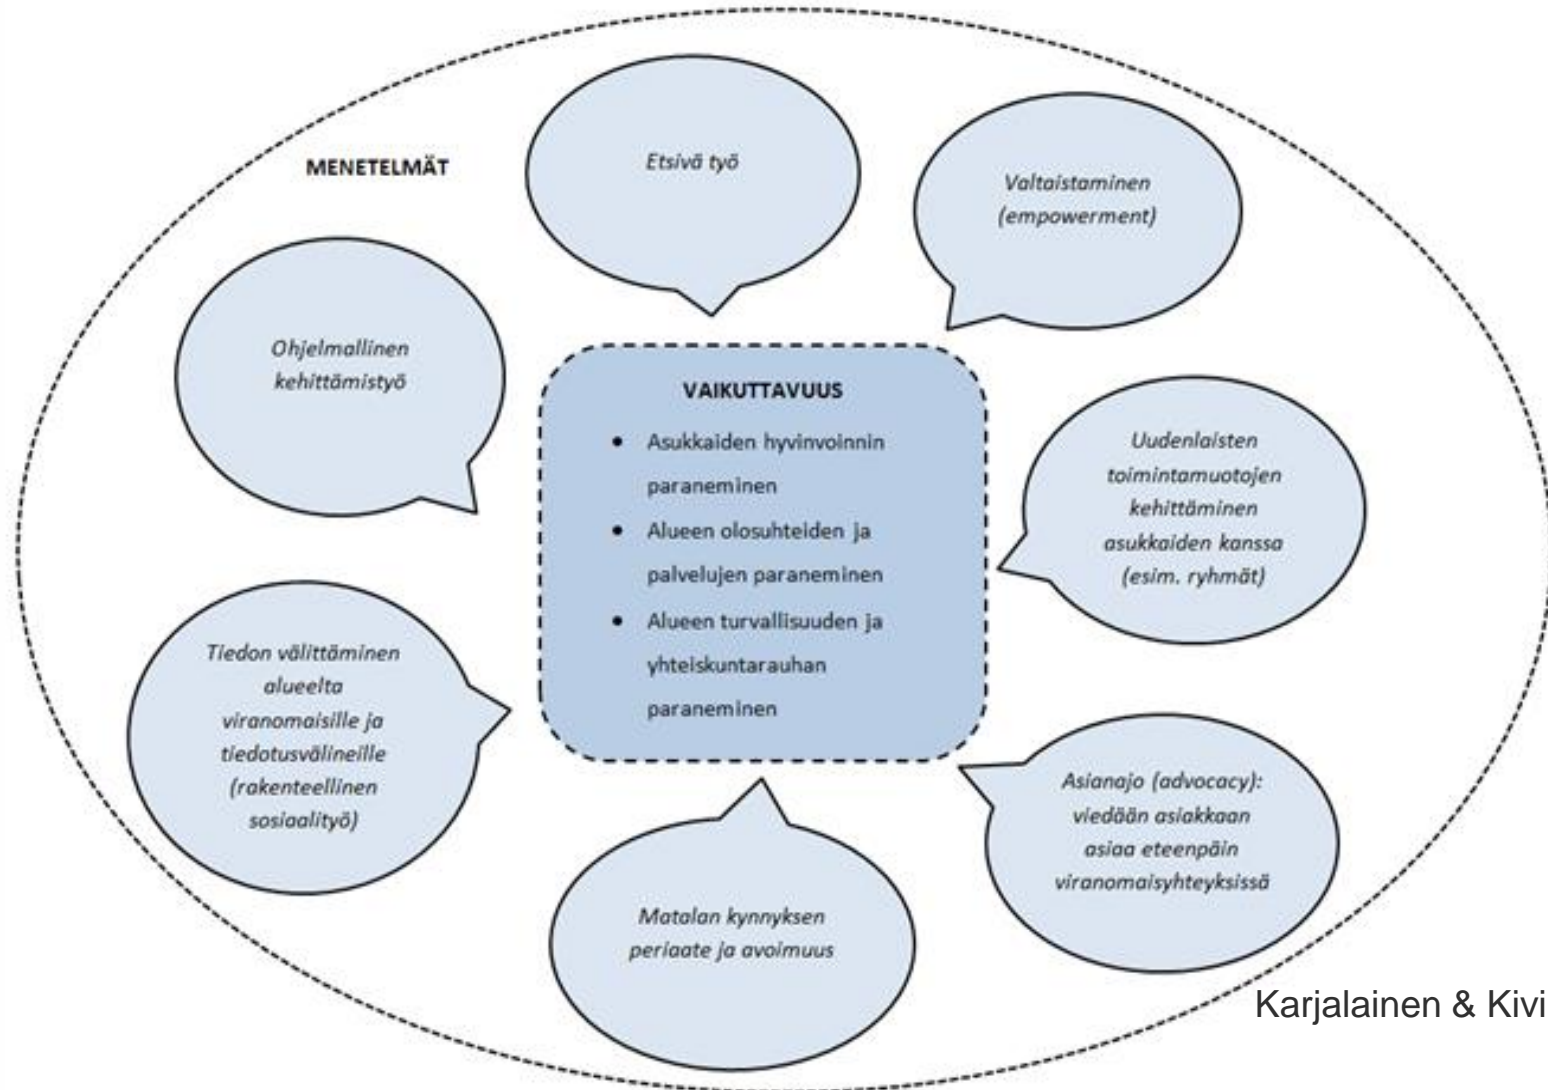 MENETELMÄT
Etsivä työ
Valtaistaminen
(empowerment)
Ohjelmallinen
kehittämistyö
VAIKUTTAVUUS
• Asukkaiden hyvinvoinnin
paraneminen
• Alueen olosuhteiden ja
palvelujen paraneminen
• Alueen turvallisuuden ja
yhteiskuntarauhan
paraneminen
Uudenlaisten
toimintamuotojen
kehittäminen
asukkaiden kanssa
(esim. ryhmät)
Tiedon välittäminen
alueelta
viranomaisille ja
tiedotusvälineille
(rakenteellinen
sosiaalityö)
Asianajo (advocacy):
viedään asiakkaan
asiaa eteenpäin
viranomaisyhteyksissä
Matalan kynnyksen
periaate ja avoimuus
Karjalainen & Kivi